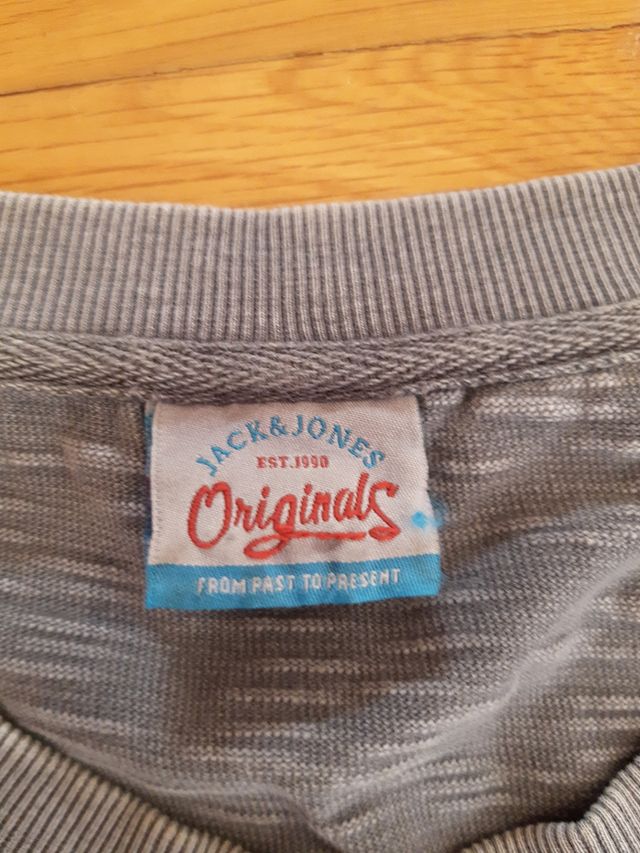 JACK&JONES
EST.1990
Originals
FROM PAST TO PRESENT